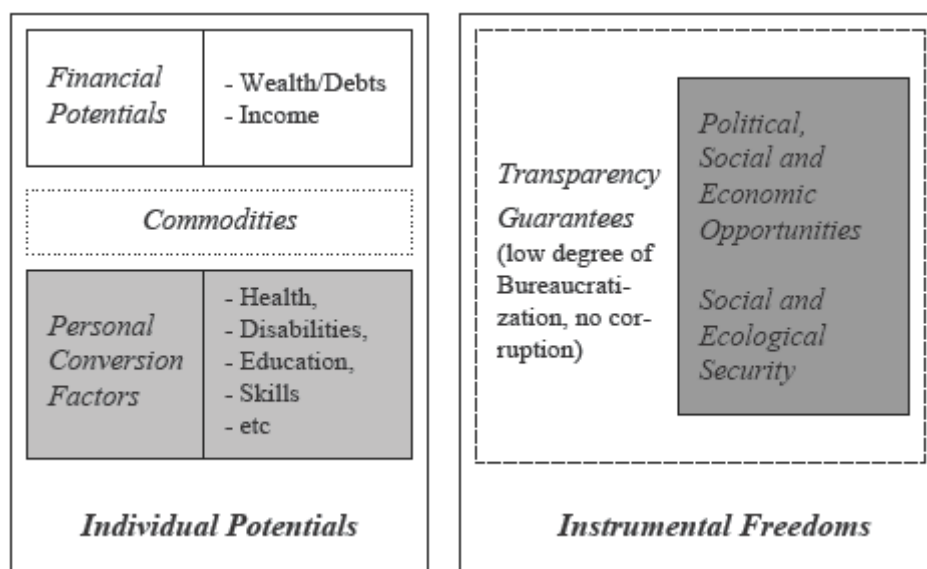 Financial
Potentials
- Wealth/Debts
- Income
Commodities
Personal
Conversion
Factors
- Health,
- Disabilities,
- Education,
- Skills
- etc
Individual Potentials
Transparency
Guarantees
(low degree of
Bureaucrati-
zation, no cor-
ruption)
Political,
Social and
Economic
Opportunities
Social and
Ecological
Security
Instrumental Freedoms